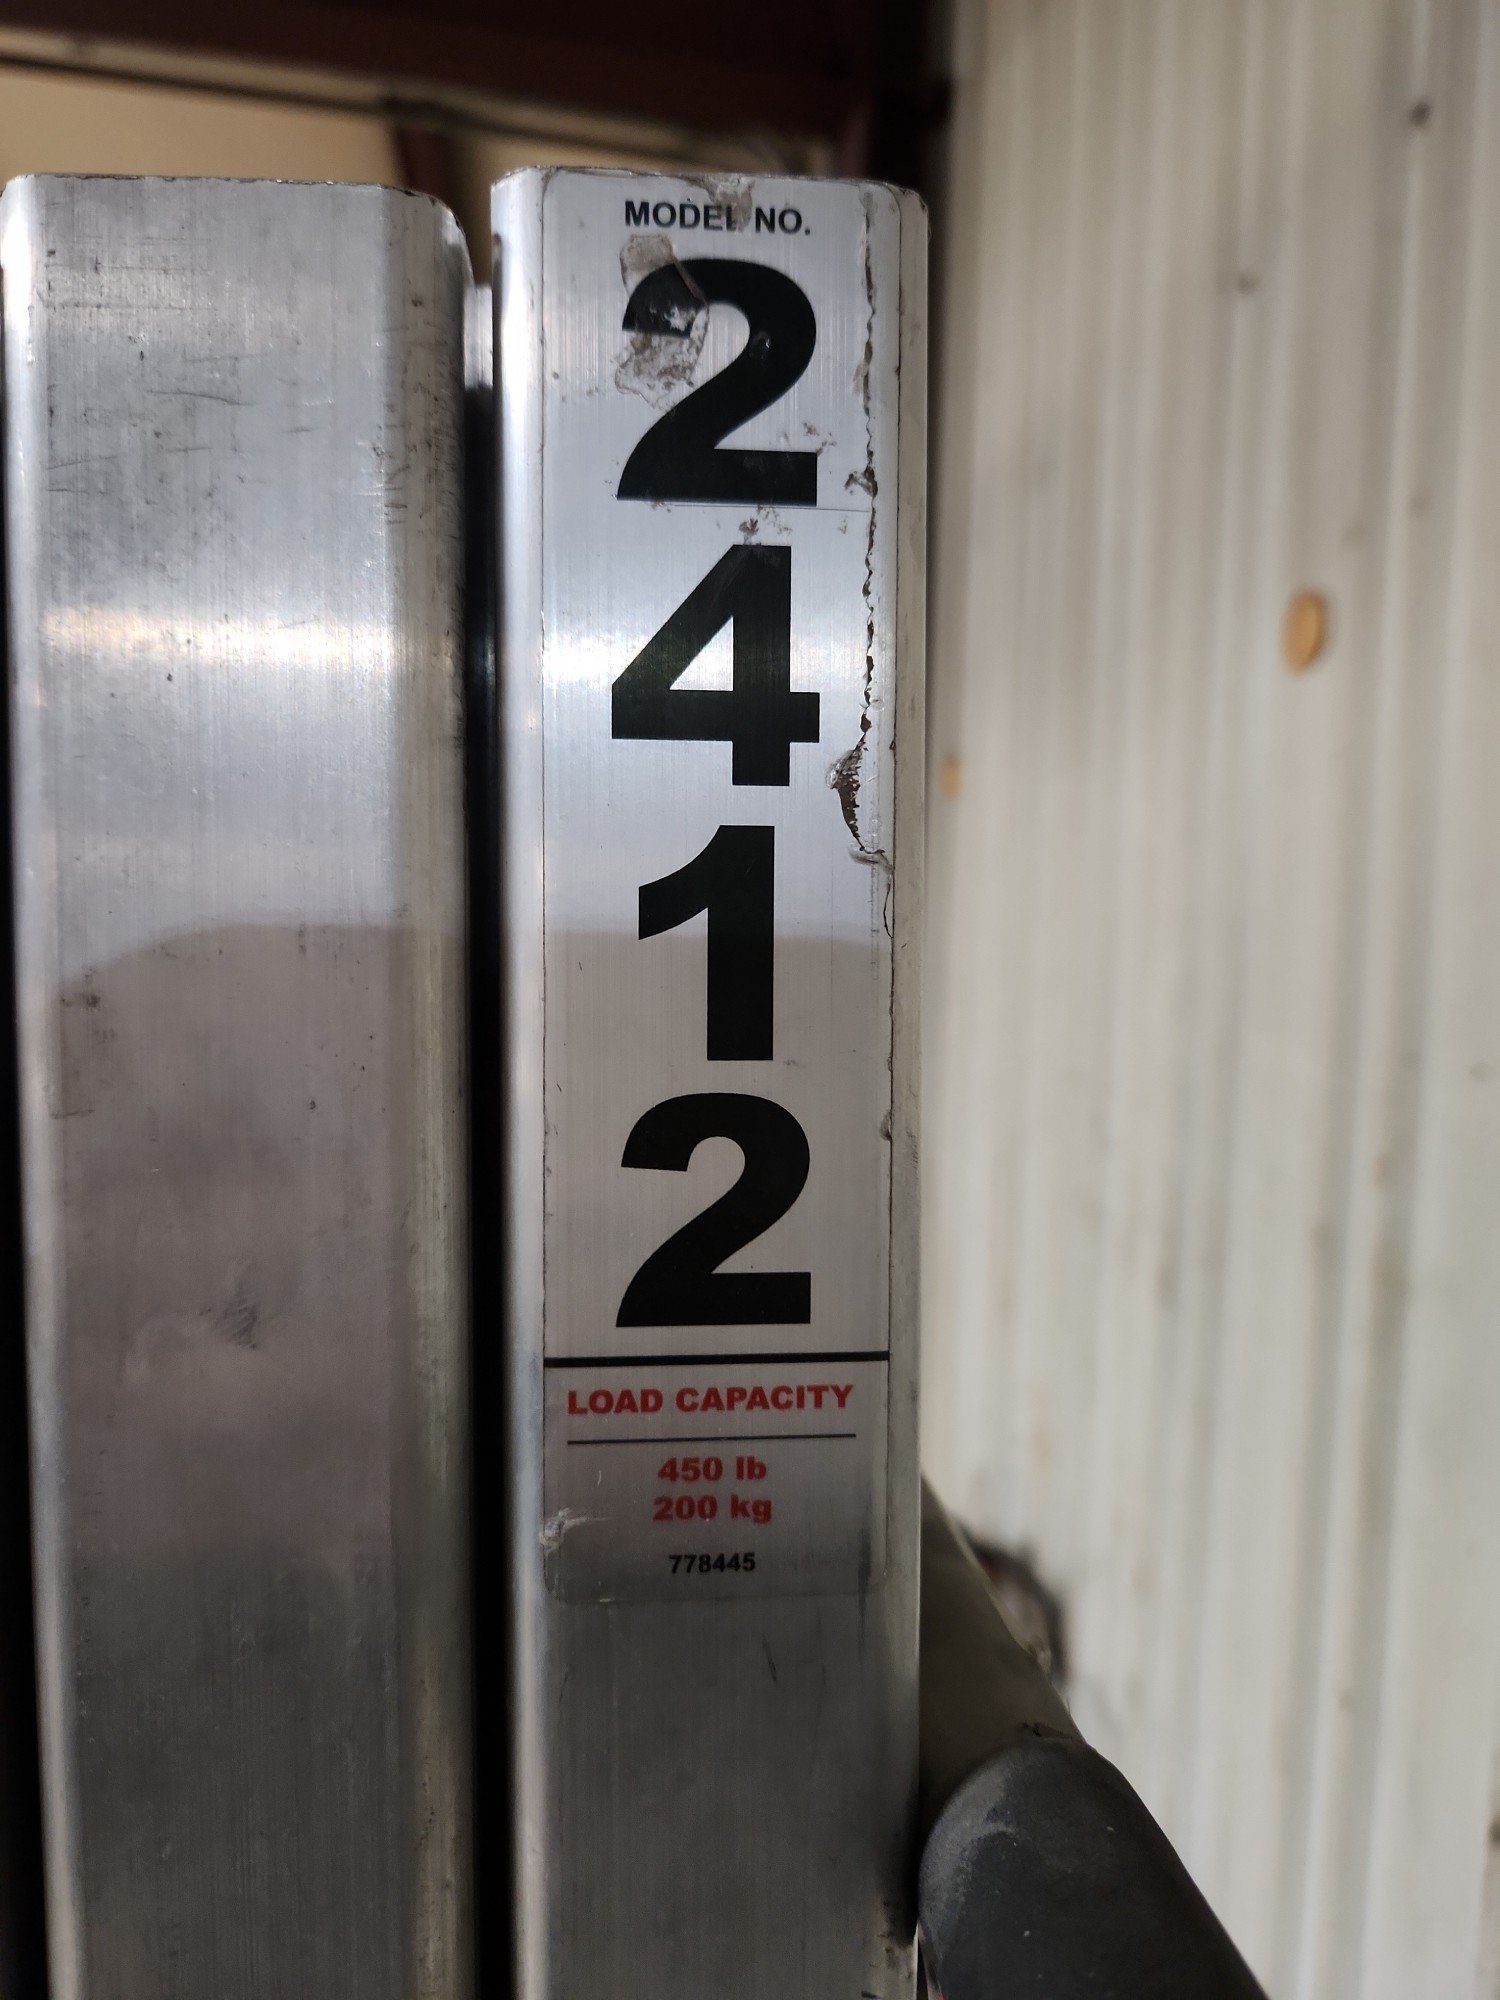 MODEL NO.
2
4
1
2
LOAD CAPACITY
450 lb
200 kg
778445